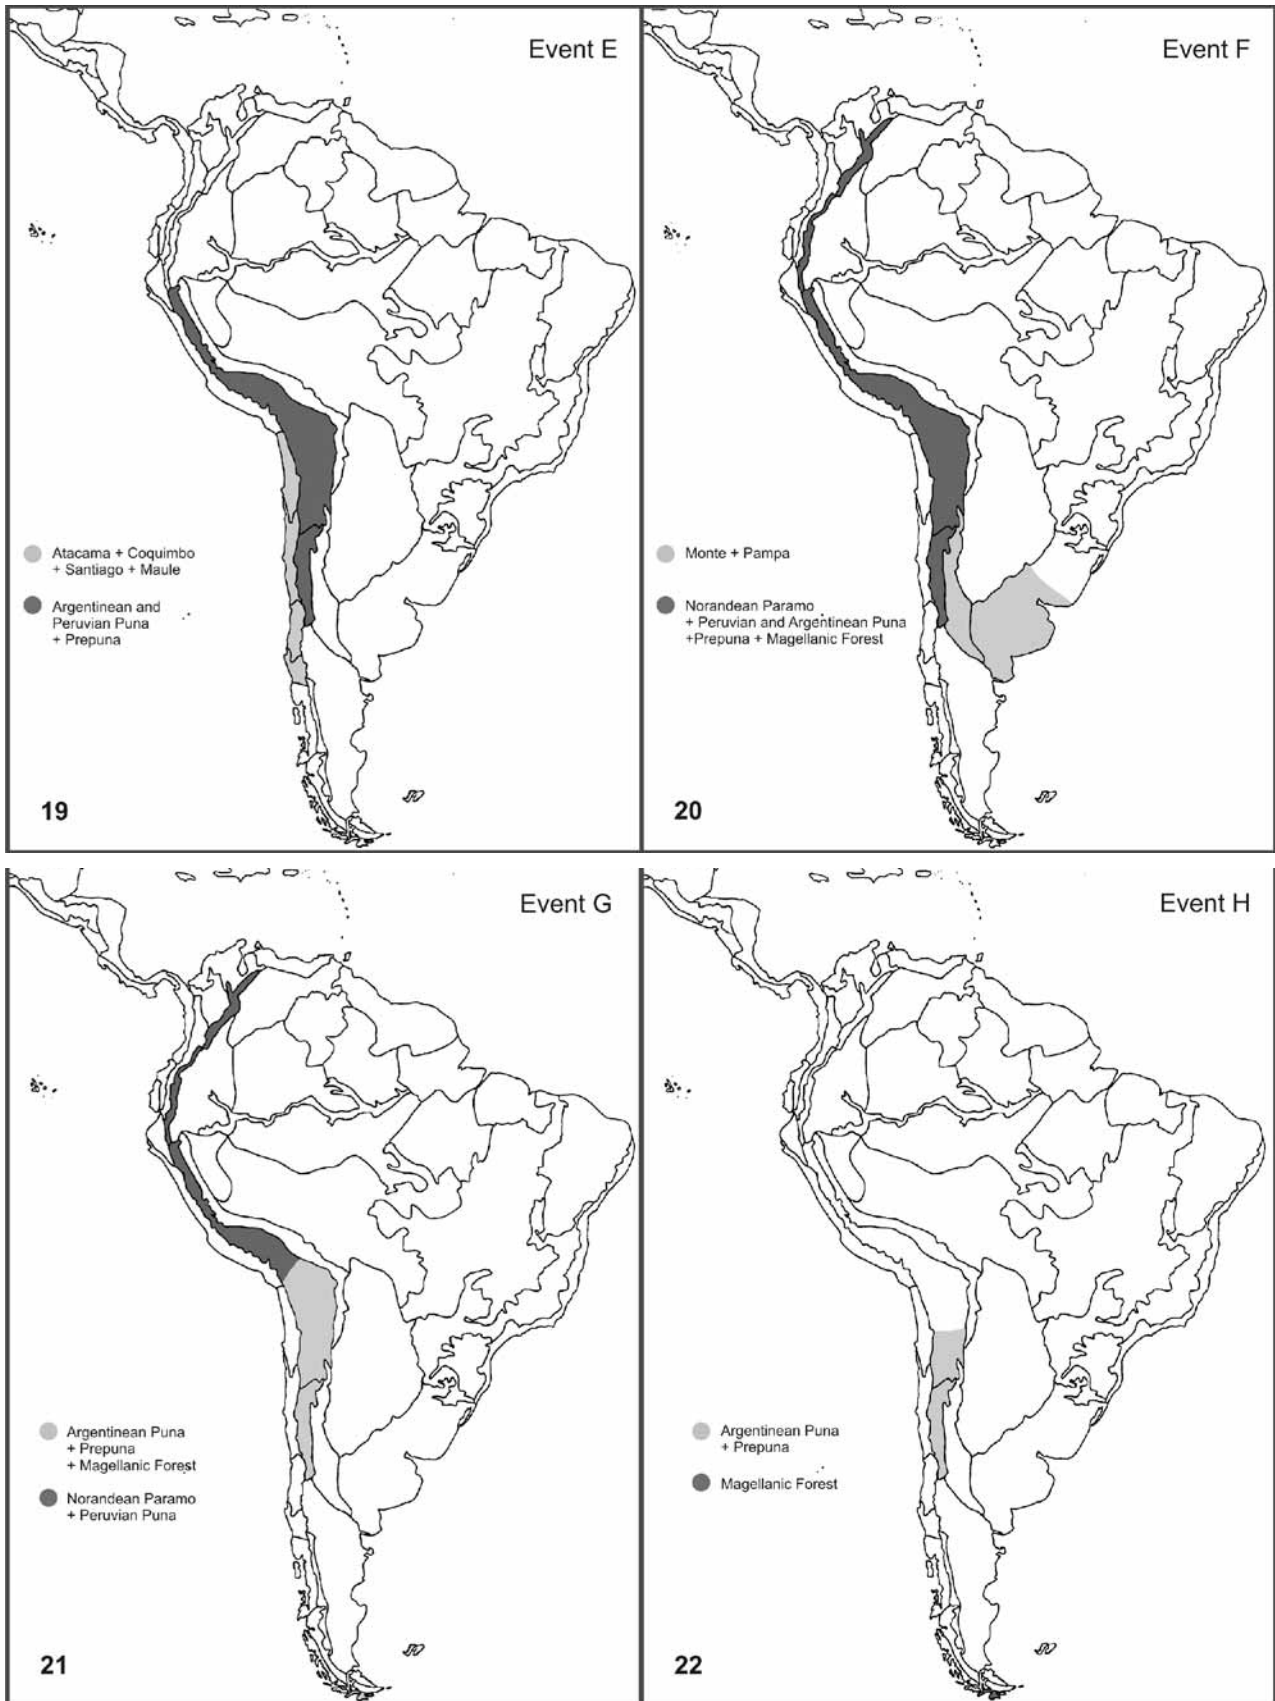 Event E
Atacama + Coquimbo
+ Santiago + Maule
Argentinean and
Peruvian Puna
+ Prepuna
19
Event F
Monte + Pampa
Norandean Paramo
+ Peruvian and Argentinean Puna
+Prepuna + Magellanic Forest
20
Event G
Argentinean Puna
+ Prepuna
+ Magellanic Forest
Norandean Paramo
+ Peruvian Puna
21
Event H
Argentinean Puna
+ Prepuna
Magellanic Forest
22